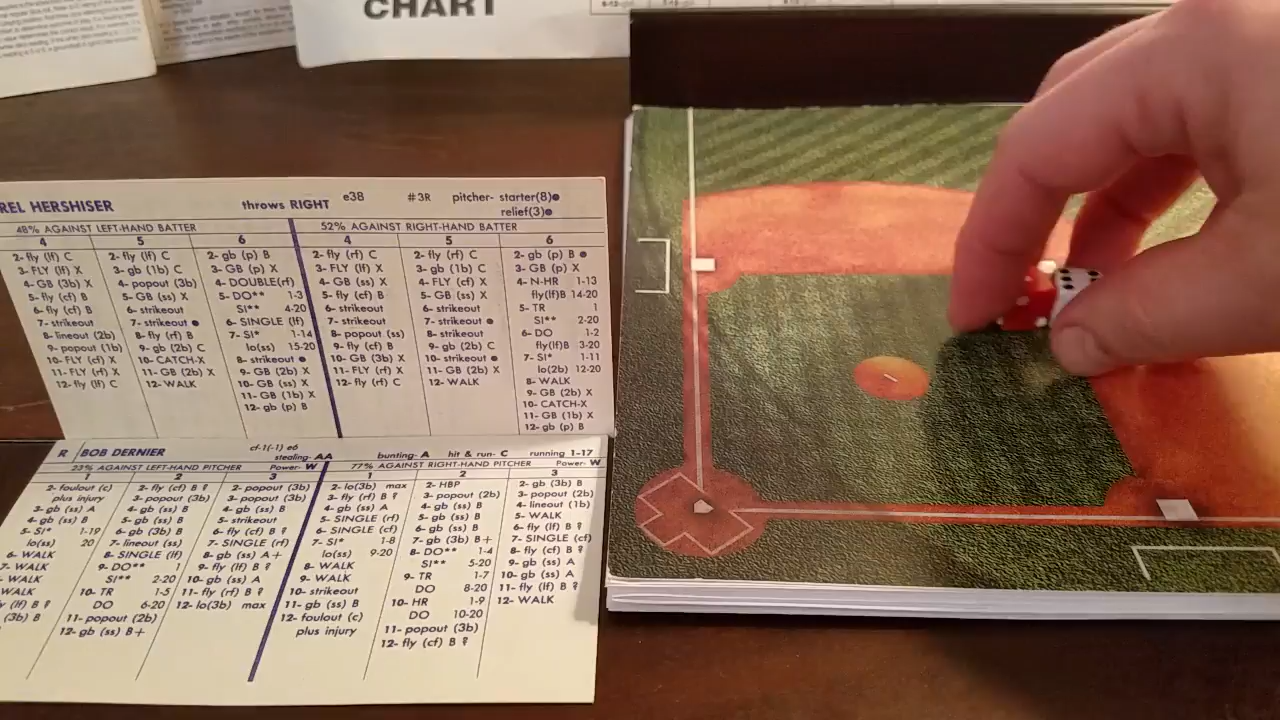 CHART
REL HERSHISER throws RIGHT e38 #3R pitcher- starter(8)●
relief(3)●
48% AGAINST LEFT-HAND BATTER 52% AGAINST RIGHT-HAND BATTER
4 5 6 4 5 6
2- fly (lf) C
3- FLY (lf) X
4- GB (3b) X
5- fly (cf) B
6- fly (cf) B
7- strikeout
8- lineout (2b)
9- popout (1b)
10- FLY (cf) X
11- FLY (rf) X
12- fly (lf) C
2- fly (lf) C
3- gb (1b) C
4- popout (3b)
5- GB (ss) X
6- strikeout
7- strikeout ●
8- fly (rf) B
9- gb (2b) C
10- CATCH-X
11- GB (2b) X
12- WALK
2- gb (p) B
3- GB (p) X
4- DOUBLE(rf)
5- DO** 1-3
SI** 4-20
6- SINGLE (lf)
7- SI* 1-14
lo(ss) 15-20
8- strikeout ●
9- GB (2b) X
10- GB (ss) X
11- GB (1b) X
12- gb (p) B
2- fly (rf) C
3- FLY (lf) X
4- GB (ss) X
5- fly (cf) B
6- strikeout
7- strikeout
8- popout (ss)
9- fly (lf) B
10- GB (3b) X
11- FLY (rf) X
12- fly (rf) C
2- fly (rf) C
3- gb (1b) C
4- FLY (cf) X
5- GB (ss) X
6- strikeout
7- strikeout ●
8- strikeout
9- gb (2b) C
10- strikeout ●
11- GB (2b) X
12- WALK
2- gb (p) B ●
3- GB (p) X
4- N-HR 1-13
fly(lf)B 14-20
5- TR 1
SI** 2-20
6- DO 1-2
fly(lf)B 3-20
7- SI* 1-11
lo(2b) 12-20
8- WALK
9- GB (2b) X
10- CATCH-X
11- GB (1b) X
12- gb (p) B
R BOB DERNIER cf-1(-1) e6
stealing- AA bunting- A hit & run- C running 1-17
23% AGAINST LEFT-HAND PITCHER Power- W 77% AGAINST RIGHT-HAND PITCHER Power- W
1 2 3 1 2 3
2- foulout (c)
plus injury
3- gb (ss) A
4- gb (ss) B
5- SI* 1-19
lo(ss) 20
6- WALK
7- WALK
WALK
WALK
(lf) B ?
(3b) B
2- fly (cf) B ?
3- popout (3b)
4- gb (ss) B
5- gb (ss) B
6- gb (3b) B
7- lineout (ss)
8- SINGLE (lf)
9- DO** 1
SI** 2-20
10- TR 1-5
DO 6-20
11- popout (2b)
12- gb (ss) B+
2- popout (3b)
3- popout (3b)
4- gb (ss) B
5- strikeout
6- fly (cf) B ?
7- SINGLE (rf)
8- gb (ss) A+
9- fly (lf) B ?
10- gb (ss) A
11- fly (rf) B ?
12- lo(3b) max
2- lo(3b) max
3- fly (rf) B ?
4- gb (ss) A
5- SINGLE (rf)
6- SINGLE (cf)
7- SI* 1-8
lo(ss) 9-20
8- WALK
9- WALK
10- strikeout
11- gb (ss) B
12- foulout (c)
plus injury
2- HBP
3- popout (2b)
4- gb (ss) A
5- gb (ss) B
6- gb (ss) B
7- gb (3b) B+
8- DO** 1-4
SI** 5-20
9- TR 1-7
DO 8-20
10- HR 1-9
DO 10-20
11- popout (3b)
12- fly (cf) B ?
2- gb (3b) B
3- popout (2b)
4- lineout (1b)
5- WALK
6- fly (lf) B ?
7- SINGLE (cf)
8- fly (cf) B ?
9- gb (ss) A
10- gb (ss) A
11- fly (lf) B ?
12- WALK